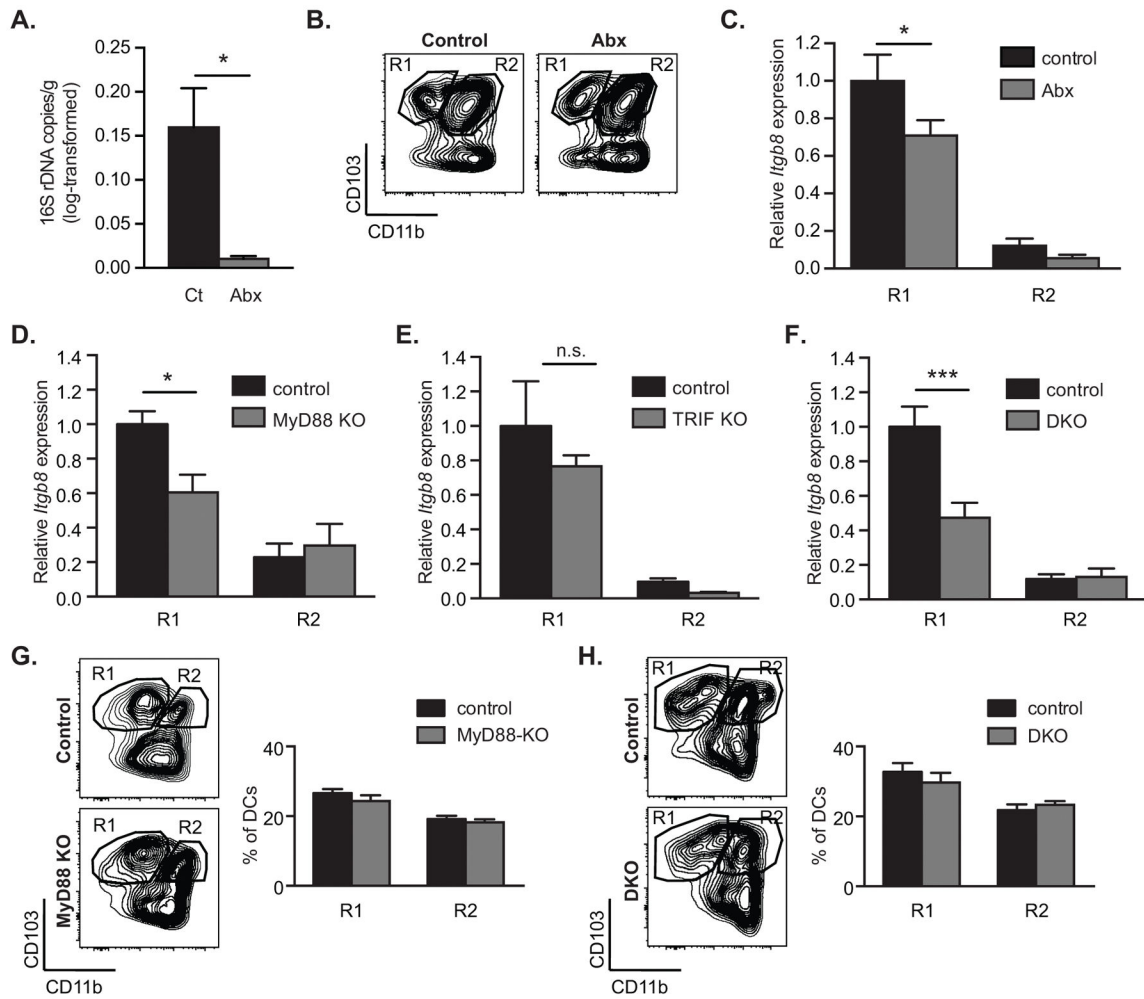 A.
0.25
0.20
0.15
0.10
0.05
0.00
16S rDNA copies/g
(log-transformed)
*
Ct
Abx
B.
Control
Abx
R1
R2
R1
R2
CD103
CD11b
C.
1.2
1.0
0.8
0.6
0.4
0.2
0.0
Relative Itgb8 expression
*
control
Abx
R1
R2
D.
1.4
1.2
1.0
0.8
0.6
0.4
0.2
0.0
Relative Itgb8 expression
*
control
MyD88 KO
R1
R2
E.
1.4
1.2
1.0
0.8
0.6
0.4
0.2
0.0
Relative Itgb8 expression
n.s.
control
TRIF KO
R1
R2
F.
1.4
1.2
1.0
0.8
0.6
0.4
0.2
0.0
Relative Itgb8 expression
***
control
DKO
R1
R2
G.
Control
R1
R2
MyD88 KO
R1
R2
CD103
CD11b
control
MyD88-KO
40
20
0
% of DCs
R1
R2
H.
Control
R1
R2
DKO
R1
R2
CD103
CD11b
control
DKO
40
20
0
% of DCs
R1
R2